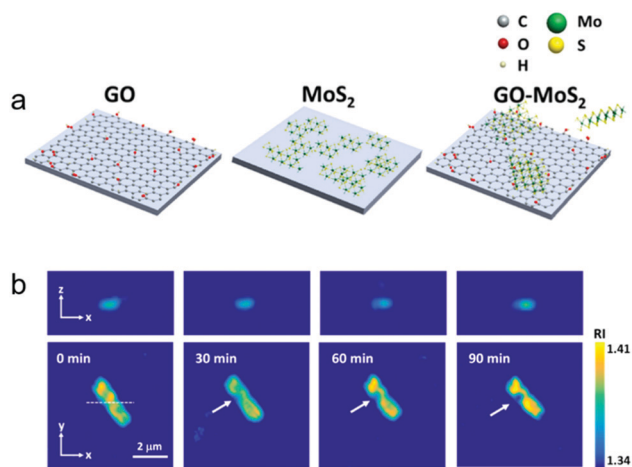 C Mo
O S
H
a
GO MoS₂ GO-MoS₂
b
z
x
RI
1.41
0 min 30 min 60 min 90 min
y
x
2 μm
1.34